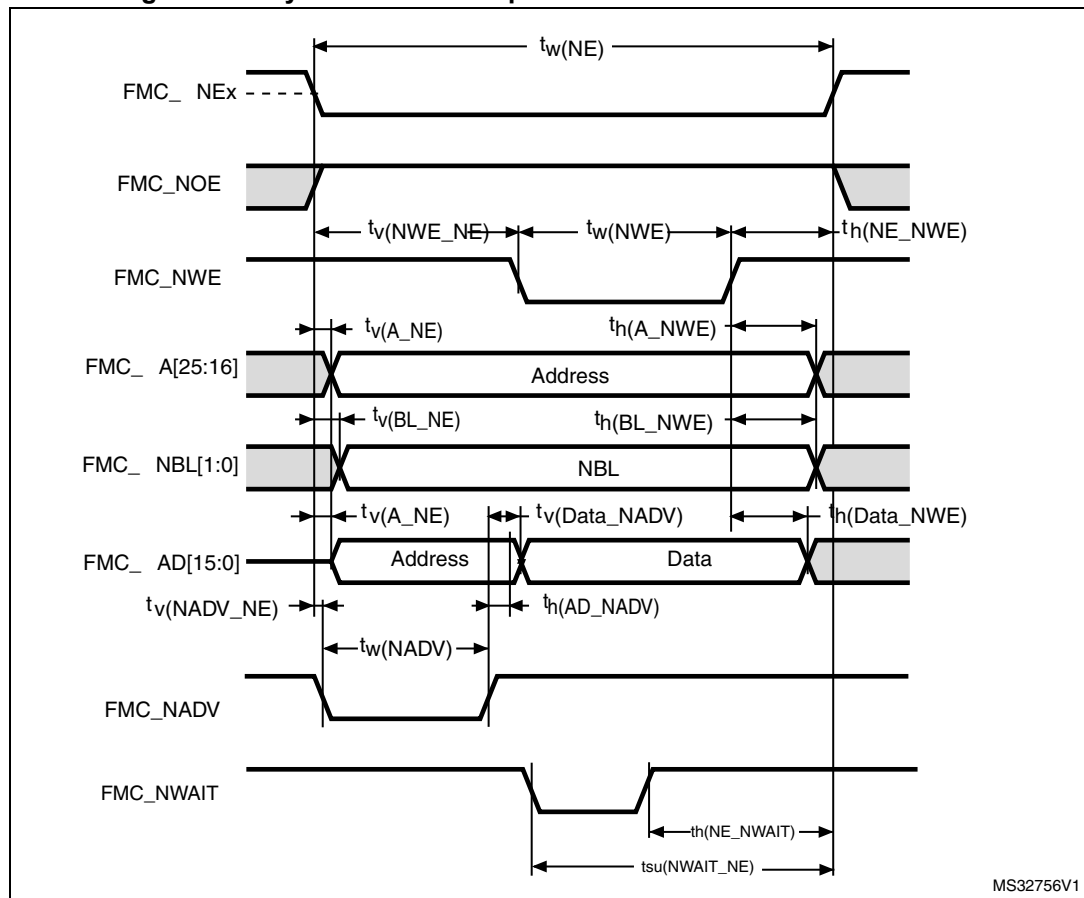 tw(NE)
FMC_ NEx
FMC_NOE
tv(NWE_NE) tw(NWE) th(NE_NWE)
FMC_NWE
tv(A_NE) th(A_NWE)
FMC_ A[25:16] Address
tv(BL_NE) th(BL_NWE)
FMC_ NBL[1:0] NBL
tv(A_NE) tv(Data_NADV) th(Data_NWE)
FMC_ AD[15:0] Address Data
tv(NADV_NE) th(AD_NADV)
tw(NADV)
FMC_NADV
FMC_NWAIT
th(NE_NWAIT)
tsu(NWAIT_NE)
MS32756V1